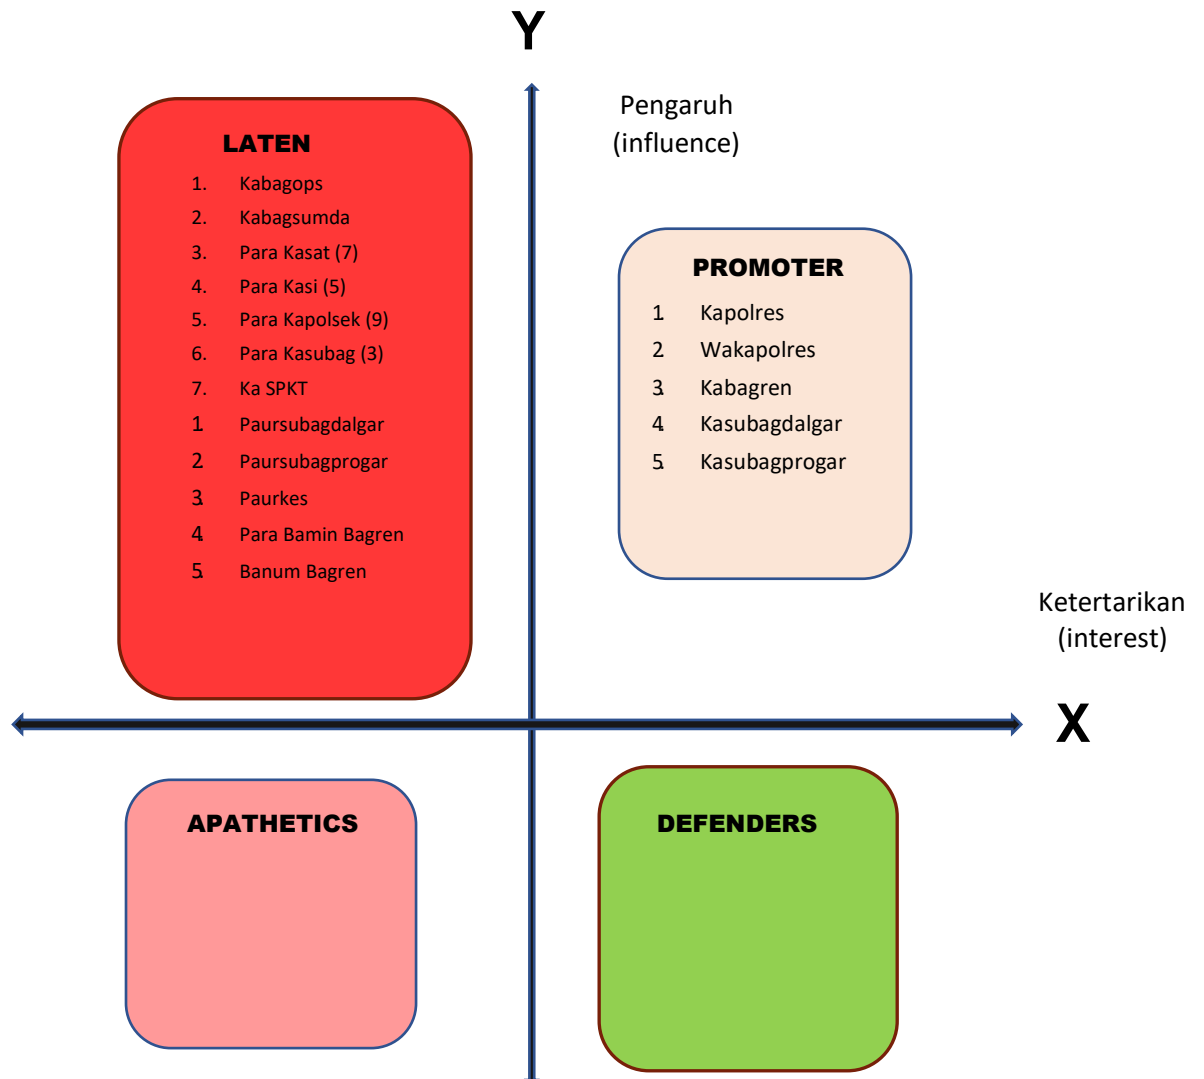 Y
Pengaruh
(influence)
LATEN
1. Kabagops
2. Kabagsumda
3. Para Kasat (7)
4. Para Kasi (5)
5. Para Kapolsek (9)
6. Para Kasubag (3)
7. Ka SPKT
1. Paursubagdalgar
2. Paursubagprogar
3. Paurkes
4. Para Bamin Bagren
5. Banum Bagren
PROMOTER
1. Kapolres
2. Wakapolres
3. Kabagren
4. Kasubagdalgar
5. Kasubagprogar
Ketertarikan
(interest)
X
APATHETICS
DEFENDERS